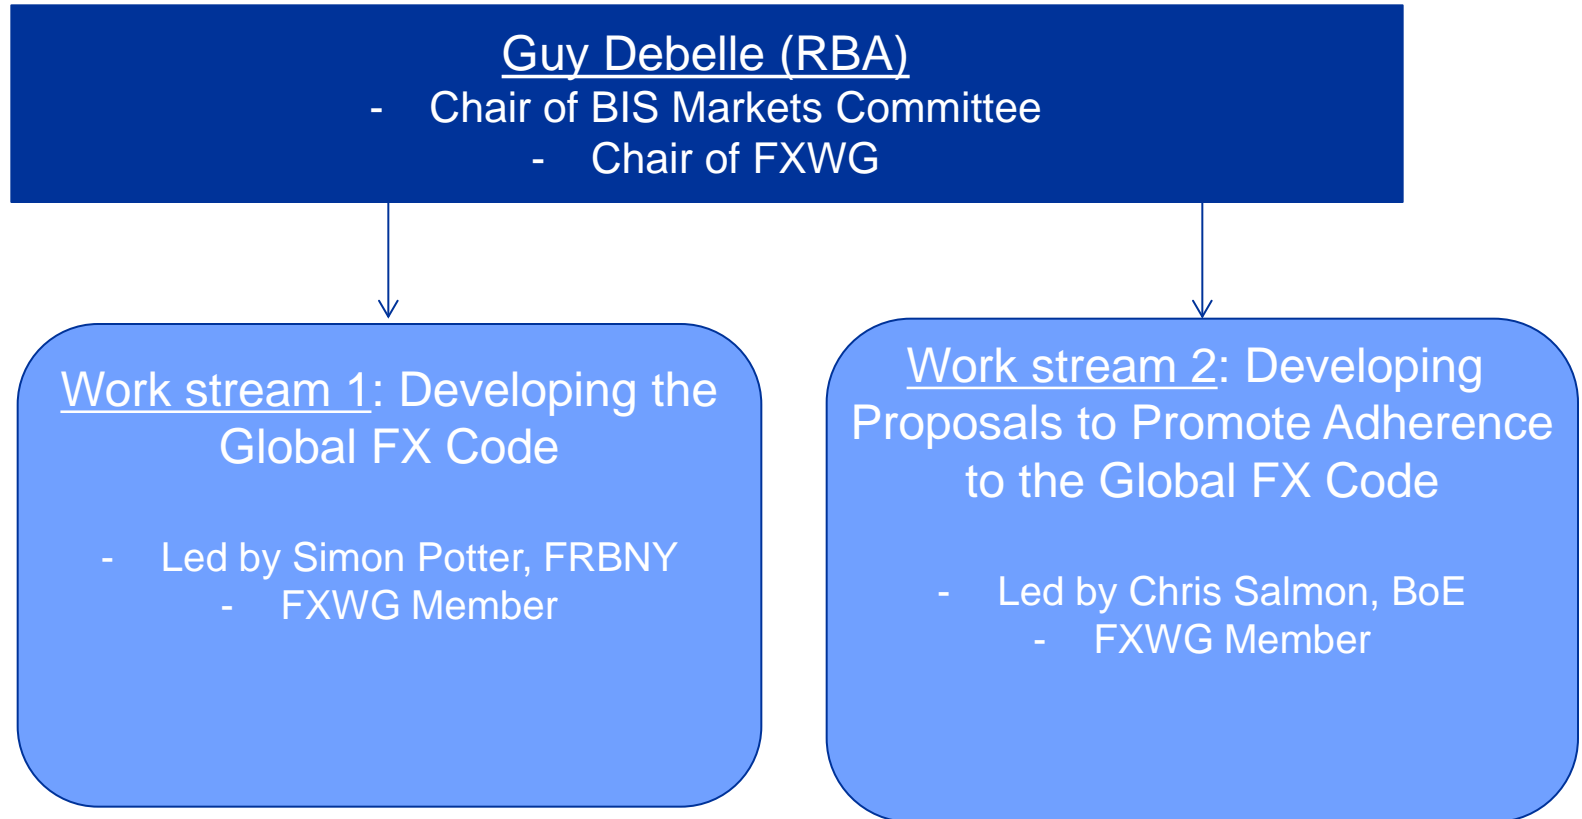 Guy Debelle (RBA)
- Chair of BIS Markets Committee
- Chair of FXWG
Work stream 1: Developing the
Global FX Code
- Led by Simon Potter, FRBNY
- FXWG Member
Work stream 2: Developing
Proposals to Promote Adherence
to the Global FX Code
- Led by Chris Salmon, BoE
- FXWG Member